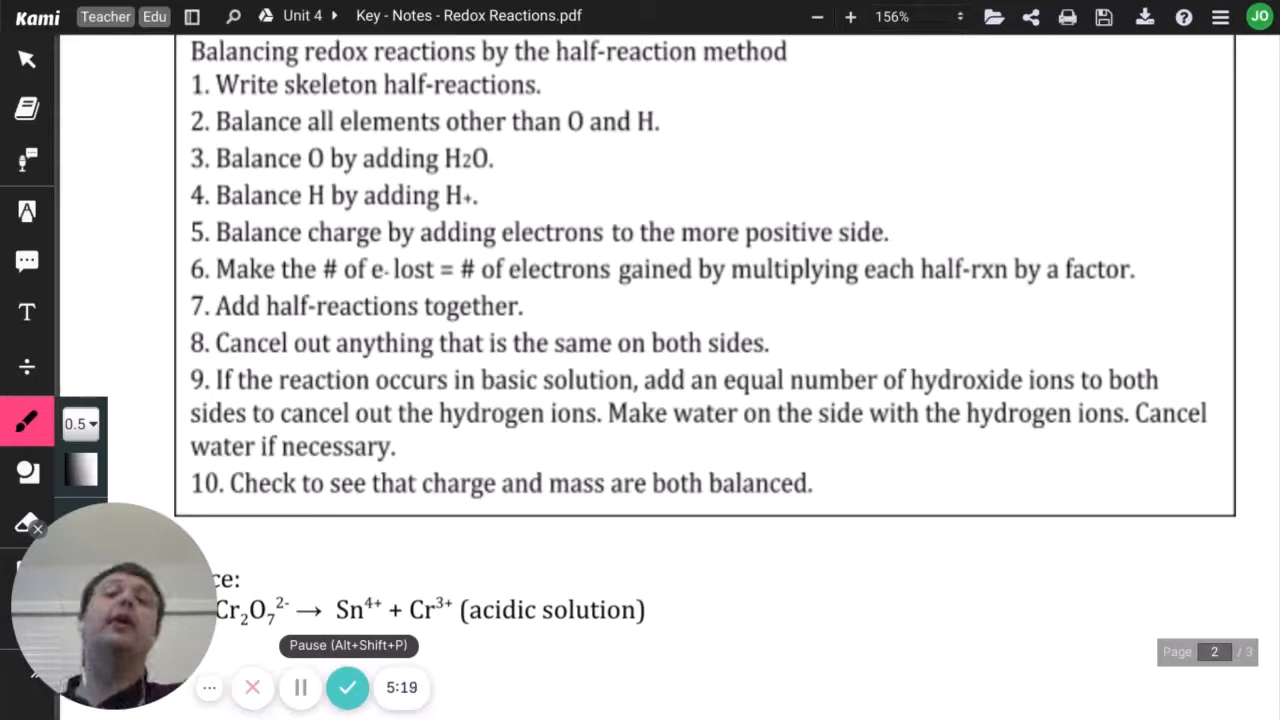 Kami Teacher Edu Unit 4 Key - Notes - Redox Reactions.pdf 156% JO
Balancing redox reactions by the half-reaction method
1. Write skeleton half-reactions.
2. Balance all elements other than O and H.
3. Balance O by adding H2O.
4. Balance H by adding H+.
5. Balance charge by adding electrons to the more positive side.
6. Make the # of e- lost = # of electrons gained by multiplying each half-rxn by a factor.
7. Add half-reactions together.
8. Cancel out anything that is the same on both sides.
9. If the reaction occurs in basic solution, add an equal number of hydroxide ions to both
sides to cancel out the hydrogen ions. Make water on the side with the hydrogen ions. Cancel
water if necessary.
10. Check to see that charge and mass are both balanced.
0.5
ce:
Cr₂O₇²⁻ → Sn⁴⁺ + Cr³⁺ (acidic solution)
Pause (Alt+Shift+P)
Page 2 / 3
5:19